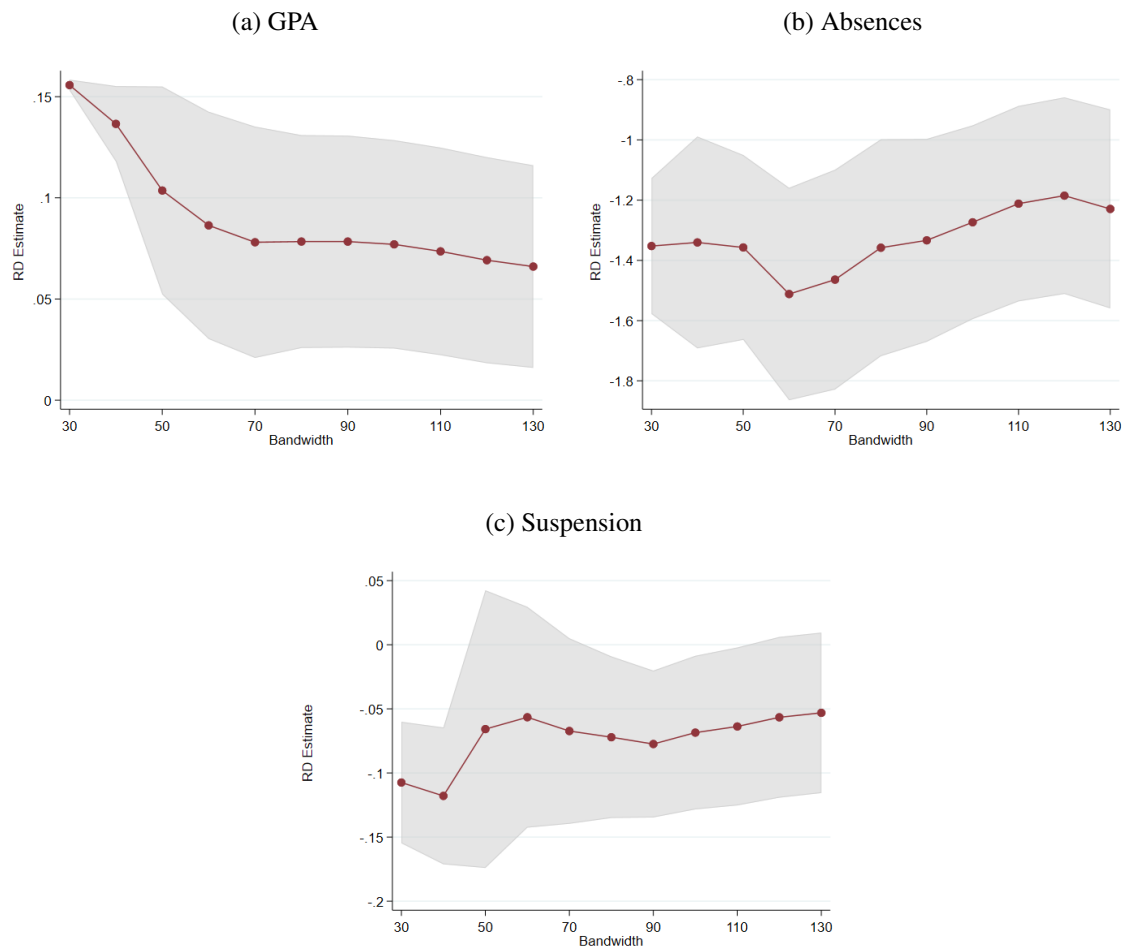 (a) GPA
(b) Absences
.15
.1
.05
0
RD Estimate
30 50 70 90 110 130
Bandwidth
-.8
-1
-1.2
-1.4
-1.6
-1.8
RD Estimate
30 50 70 90 110 130
Bandwidth
(c) Suspension
.05
0
-.05
-.1
-.15
-.2
RD Estimate
30 50 70 90 110 130
Bandwidth